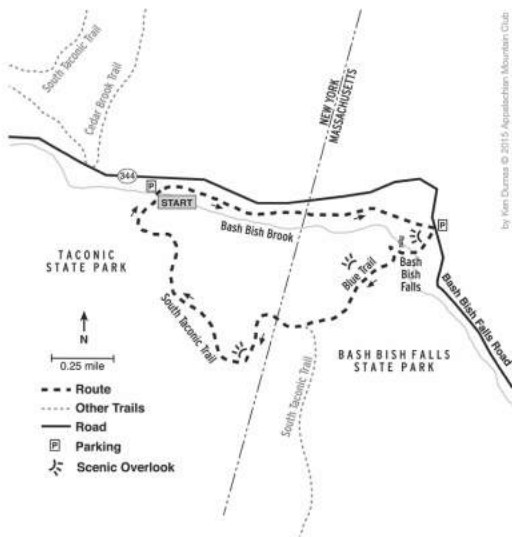 South Taconic Trail
Cedar Brook Trail
NEW YORK
MASSACHUSETTS
by Ken Dumas © 2015 Appalachian Mountain Club
344
P
START
Bash Bish Brook
P
TACONIC
STATE PARK
Blue Trail
Bash
Bish
Falls
Bash Bish Falls Road
South Taconic Trail
N
0.25 mile
BASH BISH FALLS
STATE PARK
South Taconic Trail
Route
Other Trails
Road
P Parking
Scenic Overlook